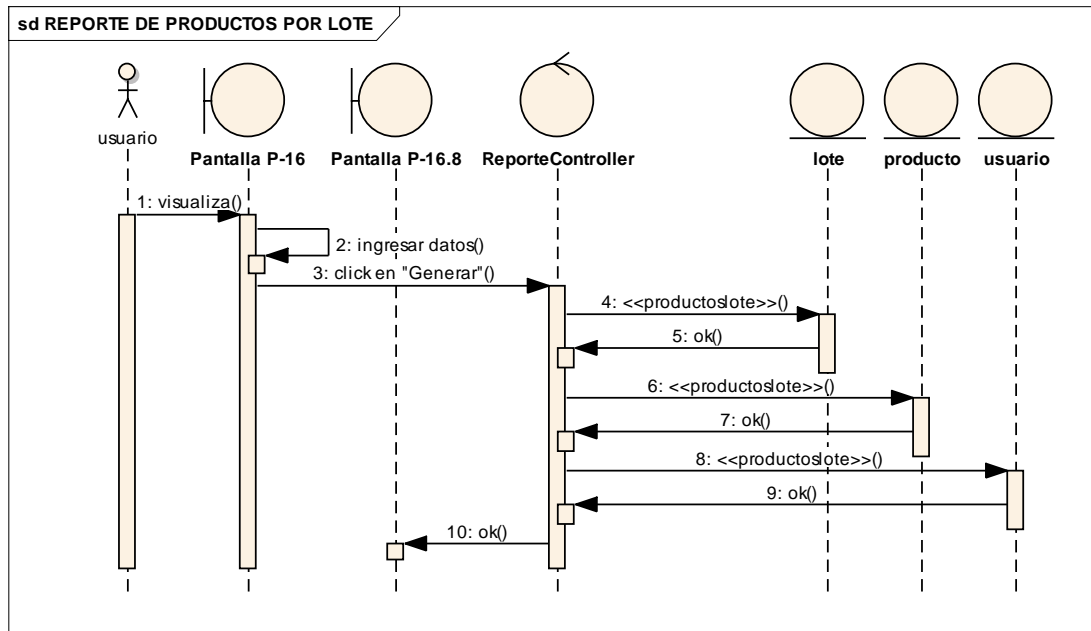 sd REPORTE DE PRODUCTOS POR LOTE
usuario
Pantalla P-16
Pantalla P-16.8
ReporteController
lote
producto
usuario
1: visualiza()
2: ingresar datos()
3: click en "Generar"()
4: <<productoslote>>()
5: ok()
6: <<productoslote>>()
7: ok()
8: <<productoslote>>()
9: ok()
10: ok()